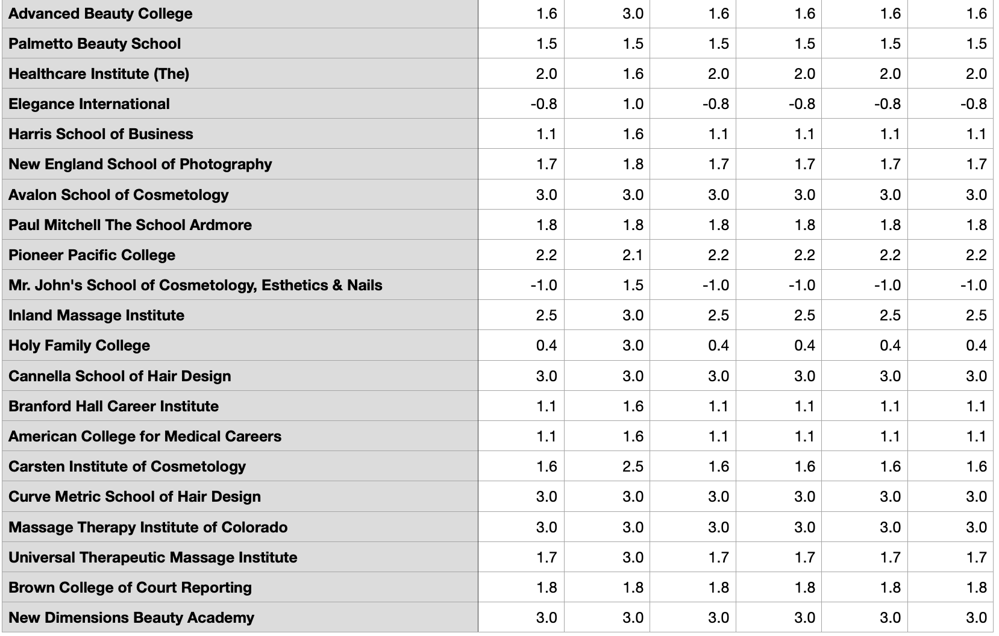 Advanced Beauty College 1.6 3.0 1.6 1.6 1.6 1.6
Palmetto Beauty School 1.5 1.5 1.5 1.5 1.5 1.5
Healthcare Institute (The) 2.0 1.6 2.0 2.0 2.0 2.0
Elegance International -0.8 1.0 -0.8 -0.8 -0.8 -0.8
Harris School of Business 1.1 1.6 1.1 1.1 1.1 1.1
New England School of Photography 1.7 1.8 1.7 1.7 1.7 1.7
Avalon School of Cosmetology 3.0 3.0 3.0 3.0 3.0 3.0
Paul Mitchell The School Ardmore 1.8 1.8 1.8 1.8 1.8 1.8
Pioneer Pacific College 2.2 2.1 2.2 2.2 2.2 2.2
Mr. John's School of Cosmetology, Esthetics & Nails -1.0 1.5 -1.0 -1.0 -1.0 -1.0
Inland Massage Institute 2.5 3.0 2.5 2.5 2.5 2.5
Holy Family College 0.4 3.0 0.4 0.4 0.4 0.4
Cannella School of Hair Design 3.0 3.0 3.0 3.0 3.0 3.0
Branford Hall Career Institute 1.1 1.6 1.1 1.1 1.1 1.1
American College for Medical Careers 1.1 1.6 1.1 1.1 1.1 1.1
Carsten Institute of Cosmetology 1.6 2.5 1.6 1.6 1.6 1.6
Curve Metric School of Hair Design 3.0 3.0 3.0 3.0 3.0 3.0
Massage Therapy Institute of Colorado 3.0 3.0 3.0 3.0 3.0 3.0
Universal Therapeutic Massage Institute 1.7 3.0 1.7 1.7 1.7 1.7
Brown College of Court Reporting 1.8 1.8 1.8 1.8 1.8 1.8
New Dimensions Beauty Academy 3.0 3.0 3.0 3.0 3.0 3.0